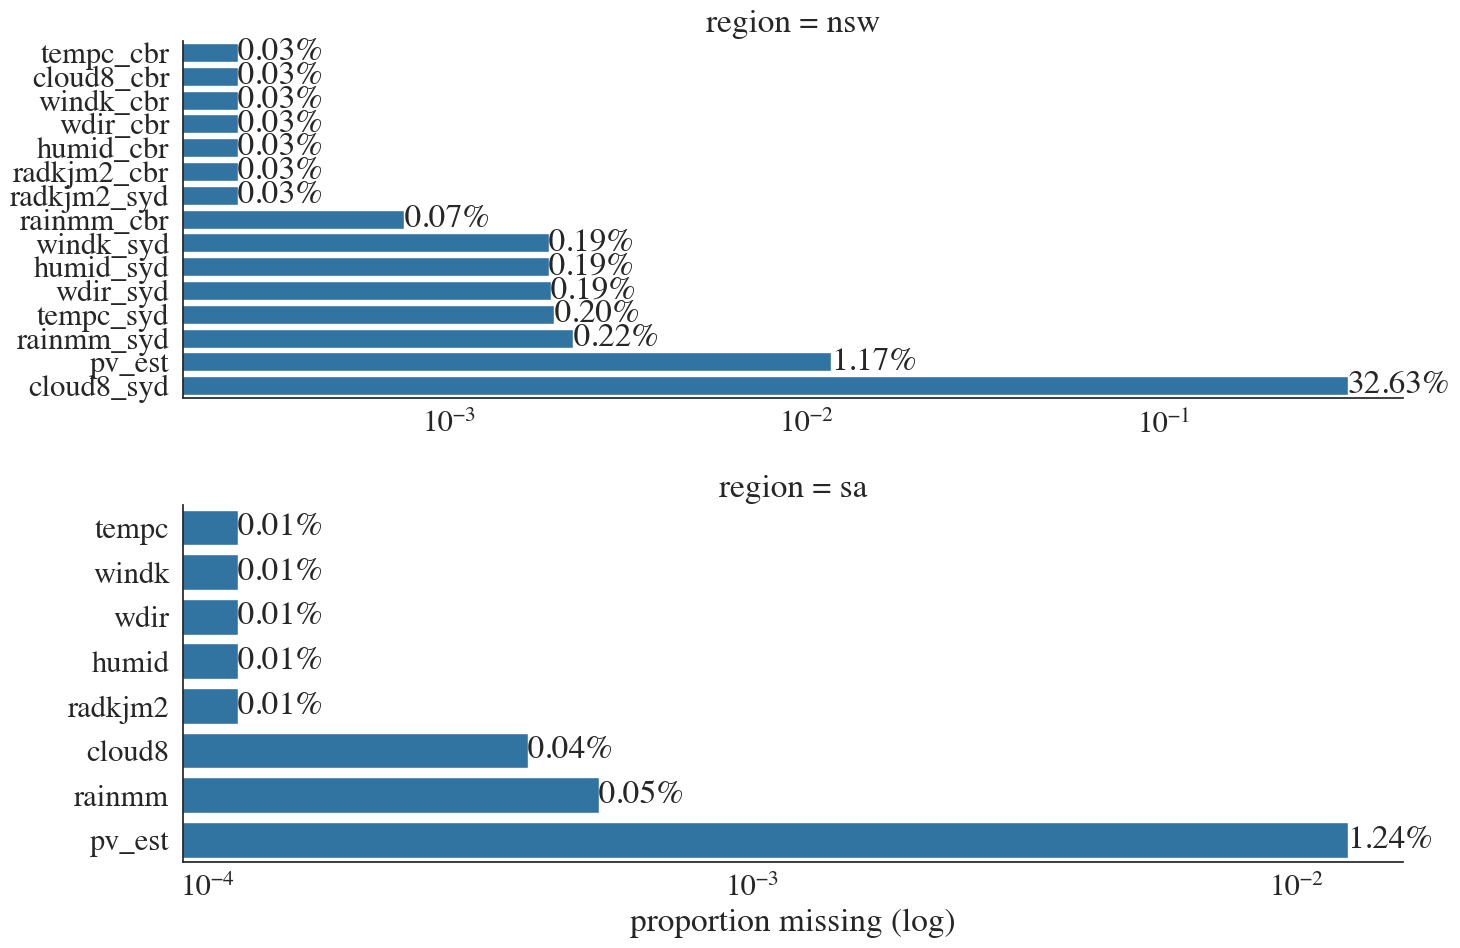 region = nsw
tempc_cbr 0.03%
cloud8_cbr 0.03%
windk_cbr 0.03%
wdir_cbr 0.03%
humid_cbr 0.03%
radkjm2_cbr 0.03%
radkjm2_syd 0.03%
rainmm_cbr 0.07%
windk_syd 0.19%
humid_syd 0.19%
wdir_syd 0.19%
tempc_syd 0.20%
rainmm_syd 0.22%
pv_est 1.17%
cloud8_syd 32.63%
10⁻³ 10⁻² 10⁻¹
region = sa
tempc 0.01%
windk 0.01%
wdir 0.01%
humid 0.01%
radkjm2 0.01%
cloud8 0.04%
rainmm 0.05%
pv_est 1.24%
10⁻⁴ 10⁻³ 10⁻²
proportion missing (log)